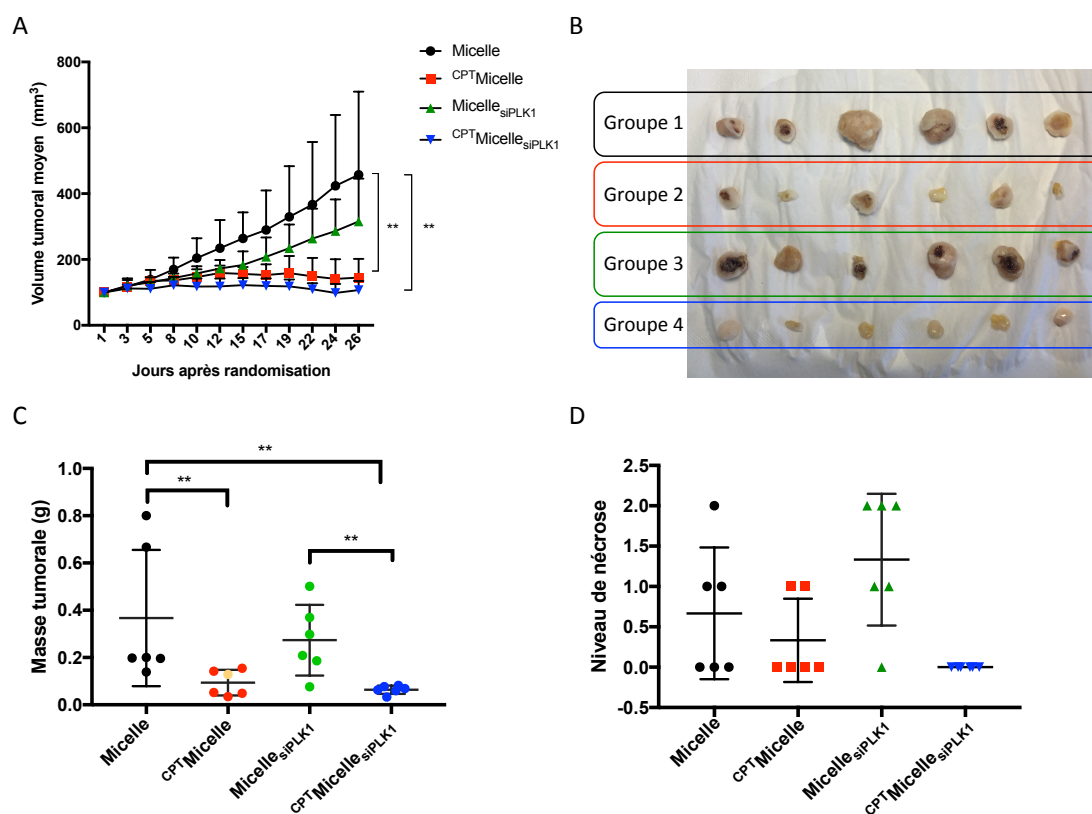 A
Volume tumoral moyen (mm³)
800
600
400
200
0
1 3 5 8 10 12 15 17 19 22 24 26
Jours après randomisation
Micelle
CPTMicelle
MicellesiPLK1
CPTMicellesiPLK1
**
**
B
Groupe 1
Groupe 2
Groupe 3
Groupe 4
C
Masse tumorale (g)
1.0
0.8
0.6
0.4
0.2
0.0
**
**
**
Micelle
CPTMicelle
MicellesiPLK1
CPTMicellesiPLK1
D
Niveau de nécrose
2.5
2.0
1.5
1.0
0.5
0.0
-0.5
Micelle
CPTMicelle
MicellesiPLK1
CPTMicellesiPLK1